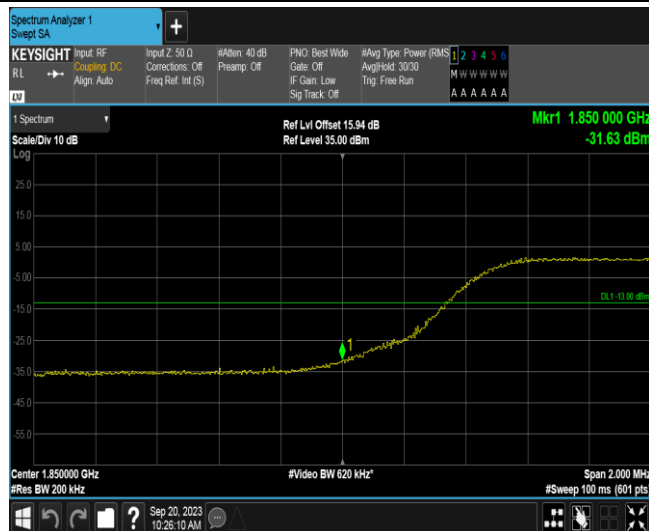 Spectrum Analyzer 1
Swept SA
KEYSIGHT
RL
LXI
Input: RF
Coupling: DC
Align: Auto
Input Z: 50 Ω
Corrections: Off
Freq Ref: Int (S)
#Atten: 40 dB
Preamp: Off
PNO: Best Wide
Gate: Off
IF Gain: Low
Sig Track: Off
#Avg Type: Power (RMS
Avg|Hold: 30/30
Trig: Free Run
1 2 3 4 5 6
M W W W W W
A A A A A A
1 Spectrum
Scale/Div 10 dB
Log
Ref Lvl Offset 15.94 dB
Ref Level 35.00 dBm
Mkr1 1.850 000 GHz
-31.63 dBm
25.0
15.0
5.00
-5.00
DL1 -13.00 dBm
-15.0
-25.0
1
-35.0
-45.0
-55.0
Center 1.850000 GHz
#Res BW 200 kHz
#Video BW 620 kHz*
Span 2.000 MHz
#Sweep 100 ms (601 pts)
?
Sep 20, 2023
10:26:10 AM